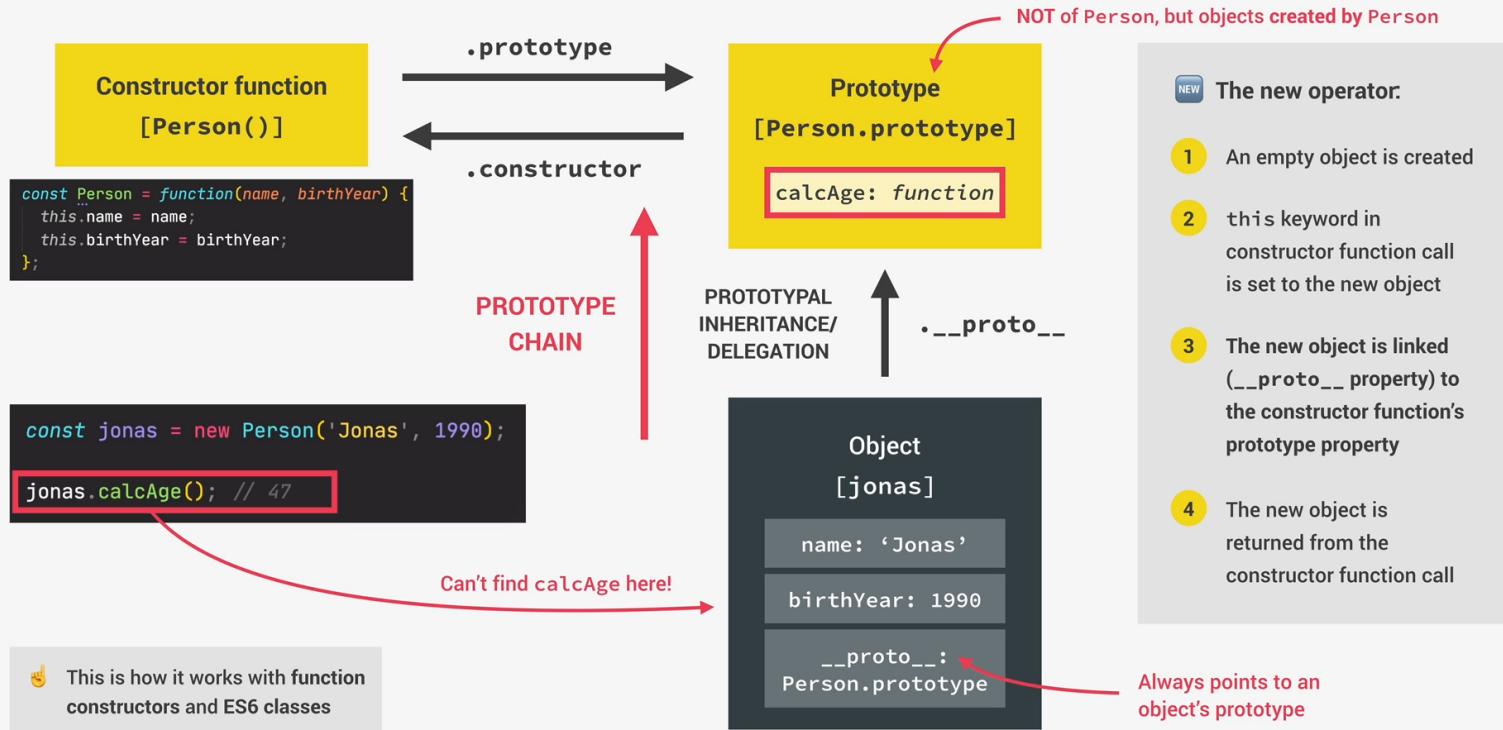 NOT of Person, but objects created by Person
Constructor function
[Person()]
.prototype
.constructor
Prototype
[Person.prototype]
calcAge: function
const Person = function(name, birthYear) {
this.name = name;
this.birthYear = birthYear;
};
PROTOTYPE
CHAIN
PROTOTYPAL
INHERITANCE/
DELEGATION
.__proto__
const jonas = new Person('Jonas', 1990);
jonas.calcAge(); // 47
Can't find calcAge here!
Object
[jonas]
name: ‘Jonas’
birthYear: 1990
__proto__:
Person.prototype
Always points to an
object's prototype
☝ This is how it works with function
constructors and ES6 classes
NEW The new operator:
1 An empty object is created
2 this keyword in
constructor function call
is set to the new object
3 The new object is linked
(__proto__ property) to
the constructor function's
prototype property
4 The new object is
returned from the
constructor function call